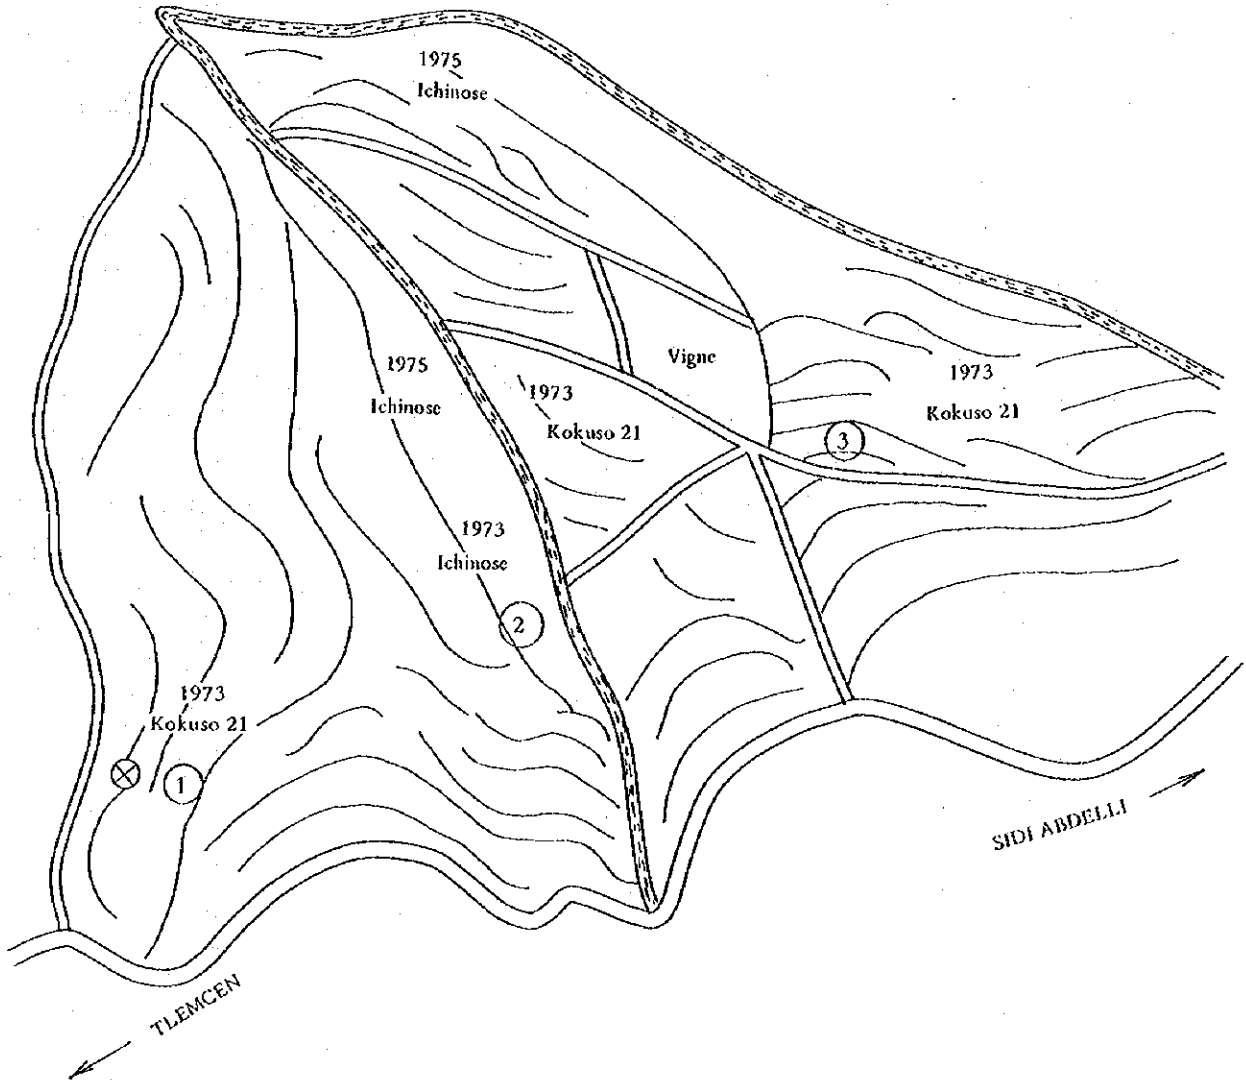 1975
Ichinose
1975
Ichinose
Vigne
1973
Kokuso 21
1973
Kokuso 21
3
1973
Ichinose
2
1973
Kokuso 21
1
SIDI ABDELLI
TLEMCEN